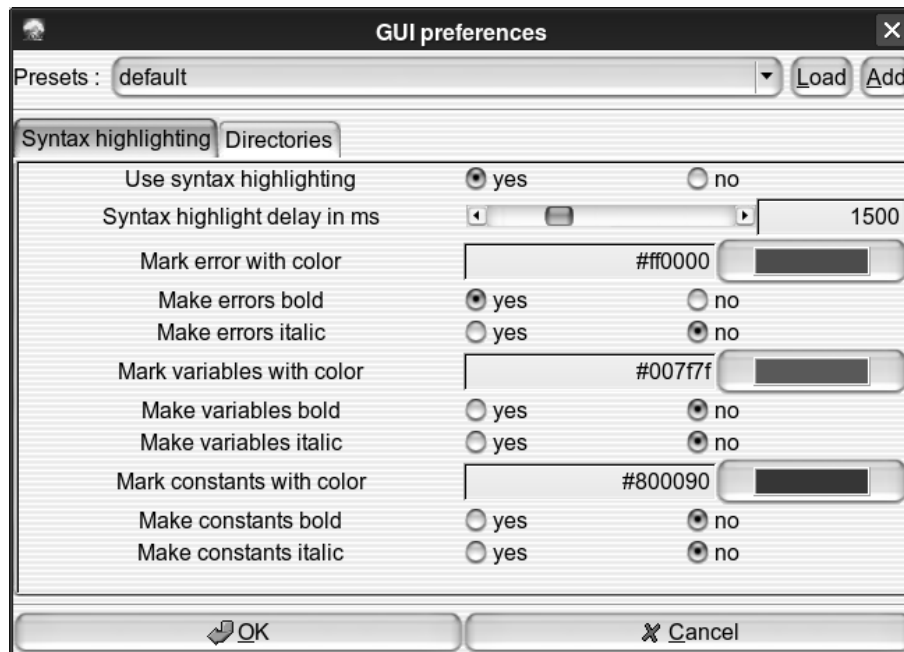 GUI preferences
Presets : default Load Add
Syntax highlighting Directories
Use syntax highlighting yes no
Syntax highlight delay in ms 1500
Mark error with color #ff0000
Make errors bold yes no
Make errors italic yes no
Mark variables with color #007f7f
Make variables bold yes no
Make variables italic yes no
Mark constants with color #800090
Make constants bold yes no
Make constants italic yes no
OK Cancel